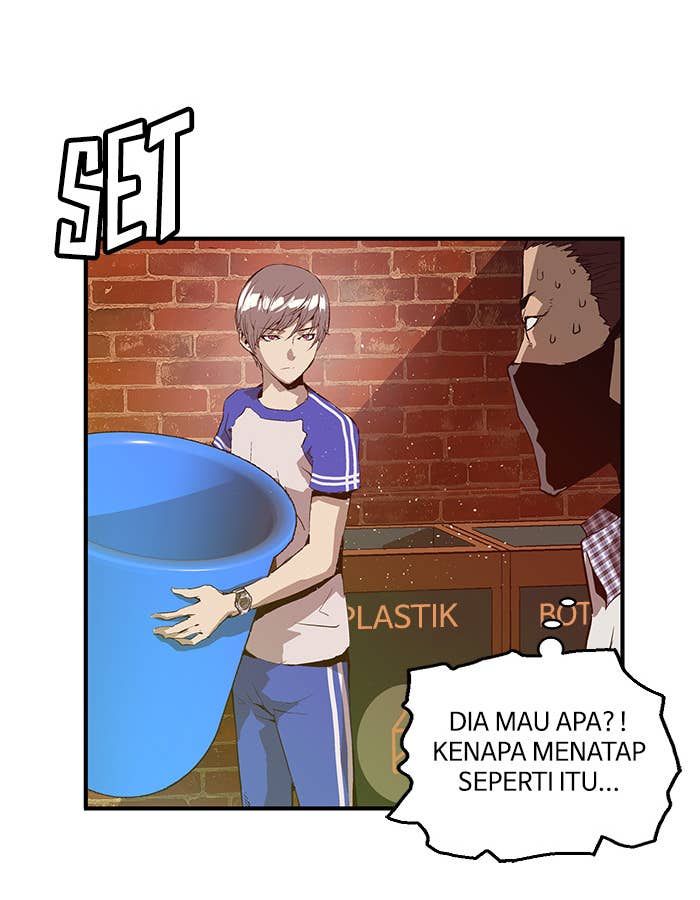 SET
PLASTIK
BOT
DIA MAU APA?!
KENAPA MENATAP
SEPERTI ITU...